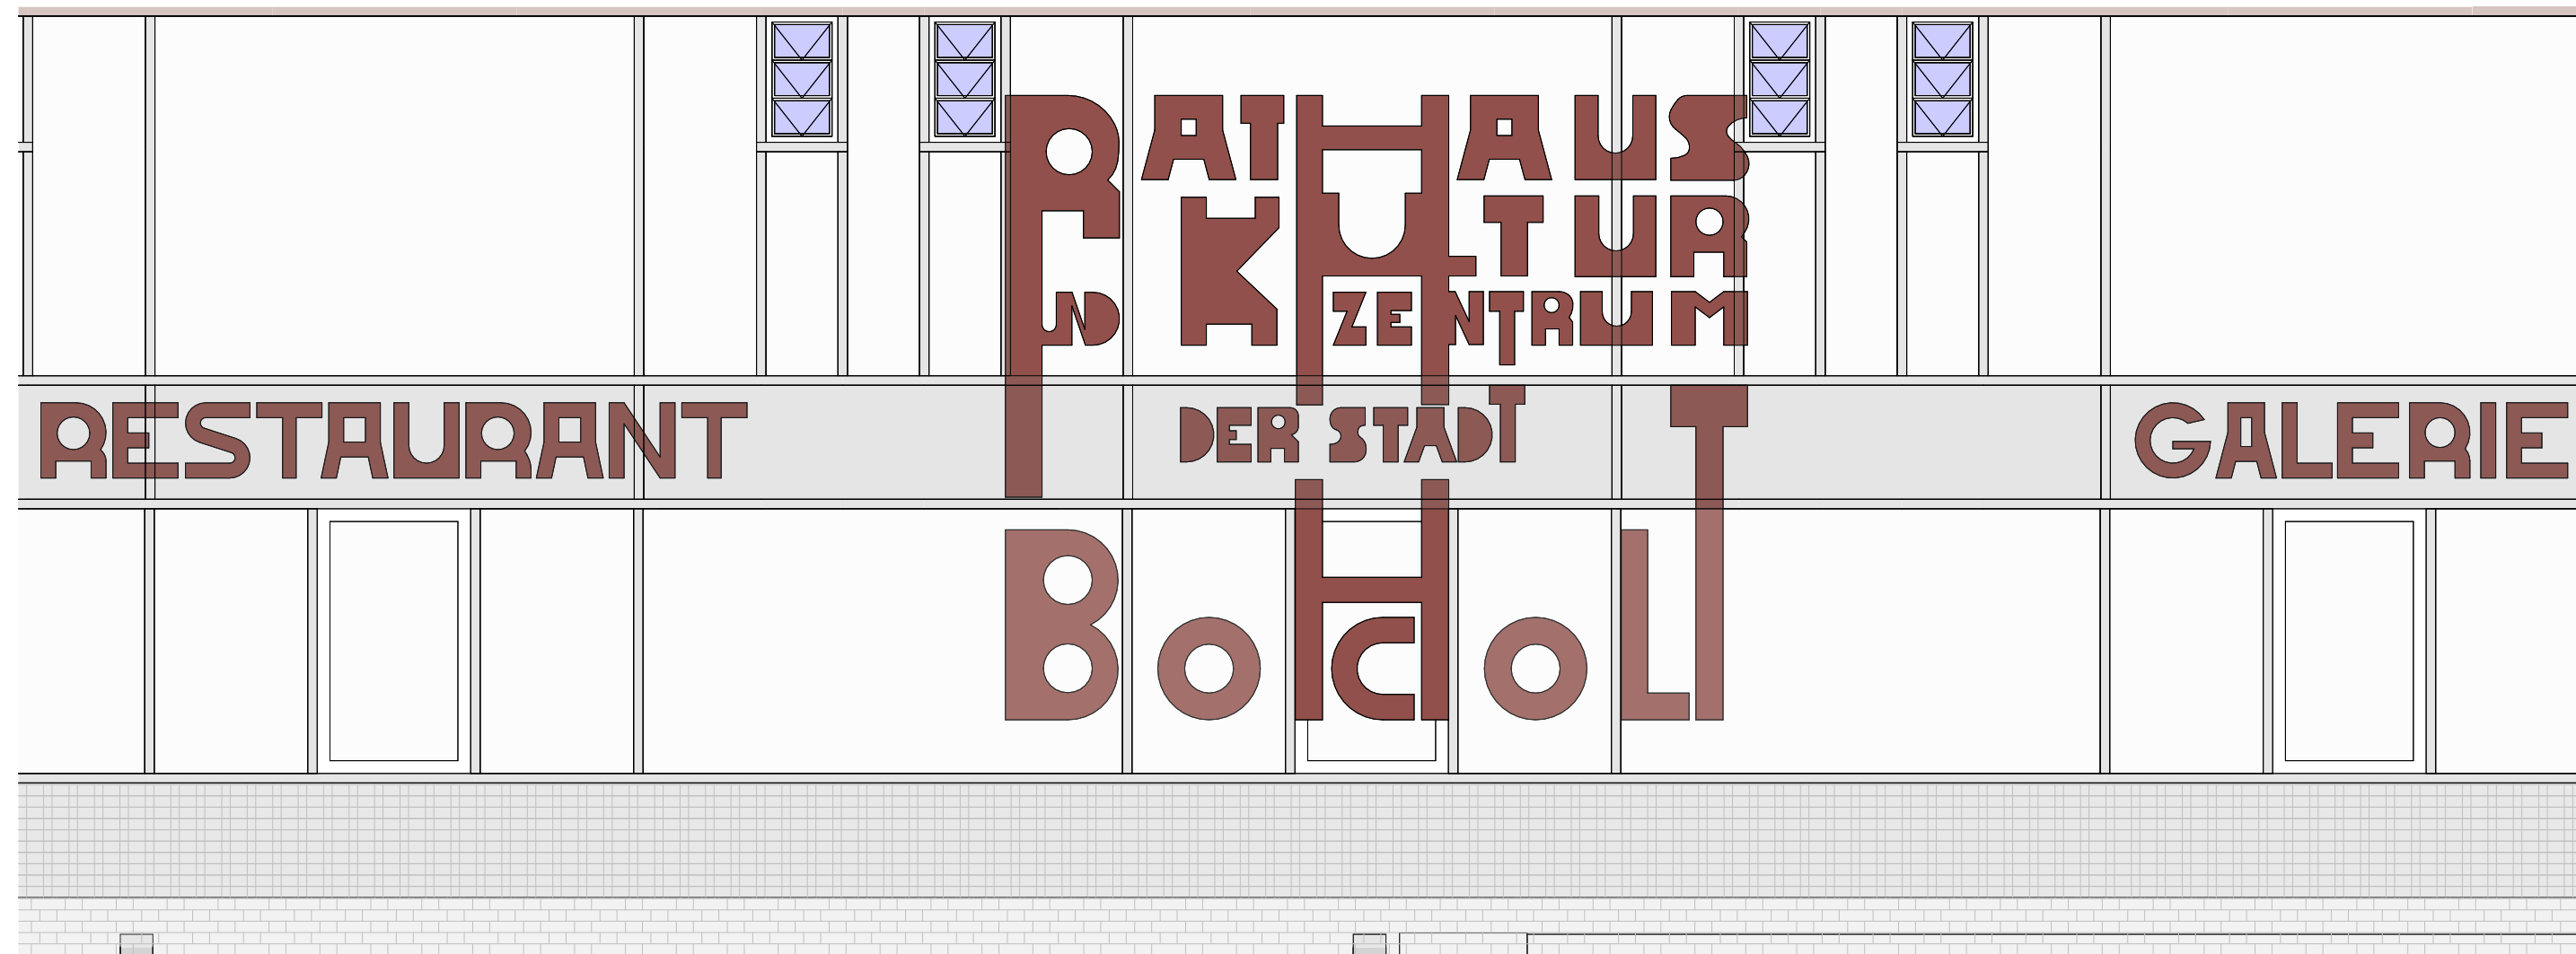 RATHAUS
UND KULTUR
ZENTRUM
RESTAURANT
DER STADT
GALERIE
BOCHOLT